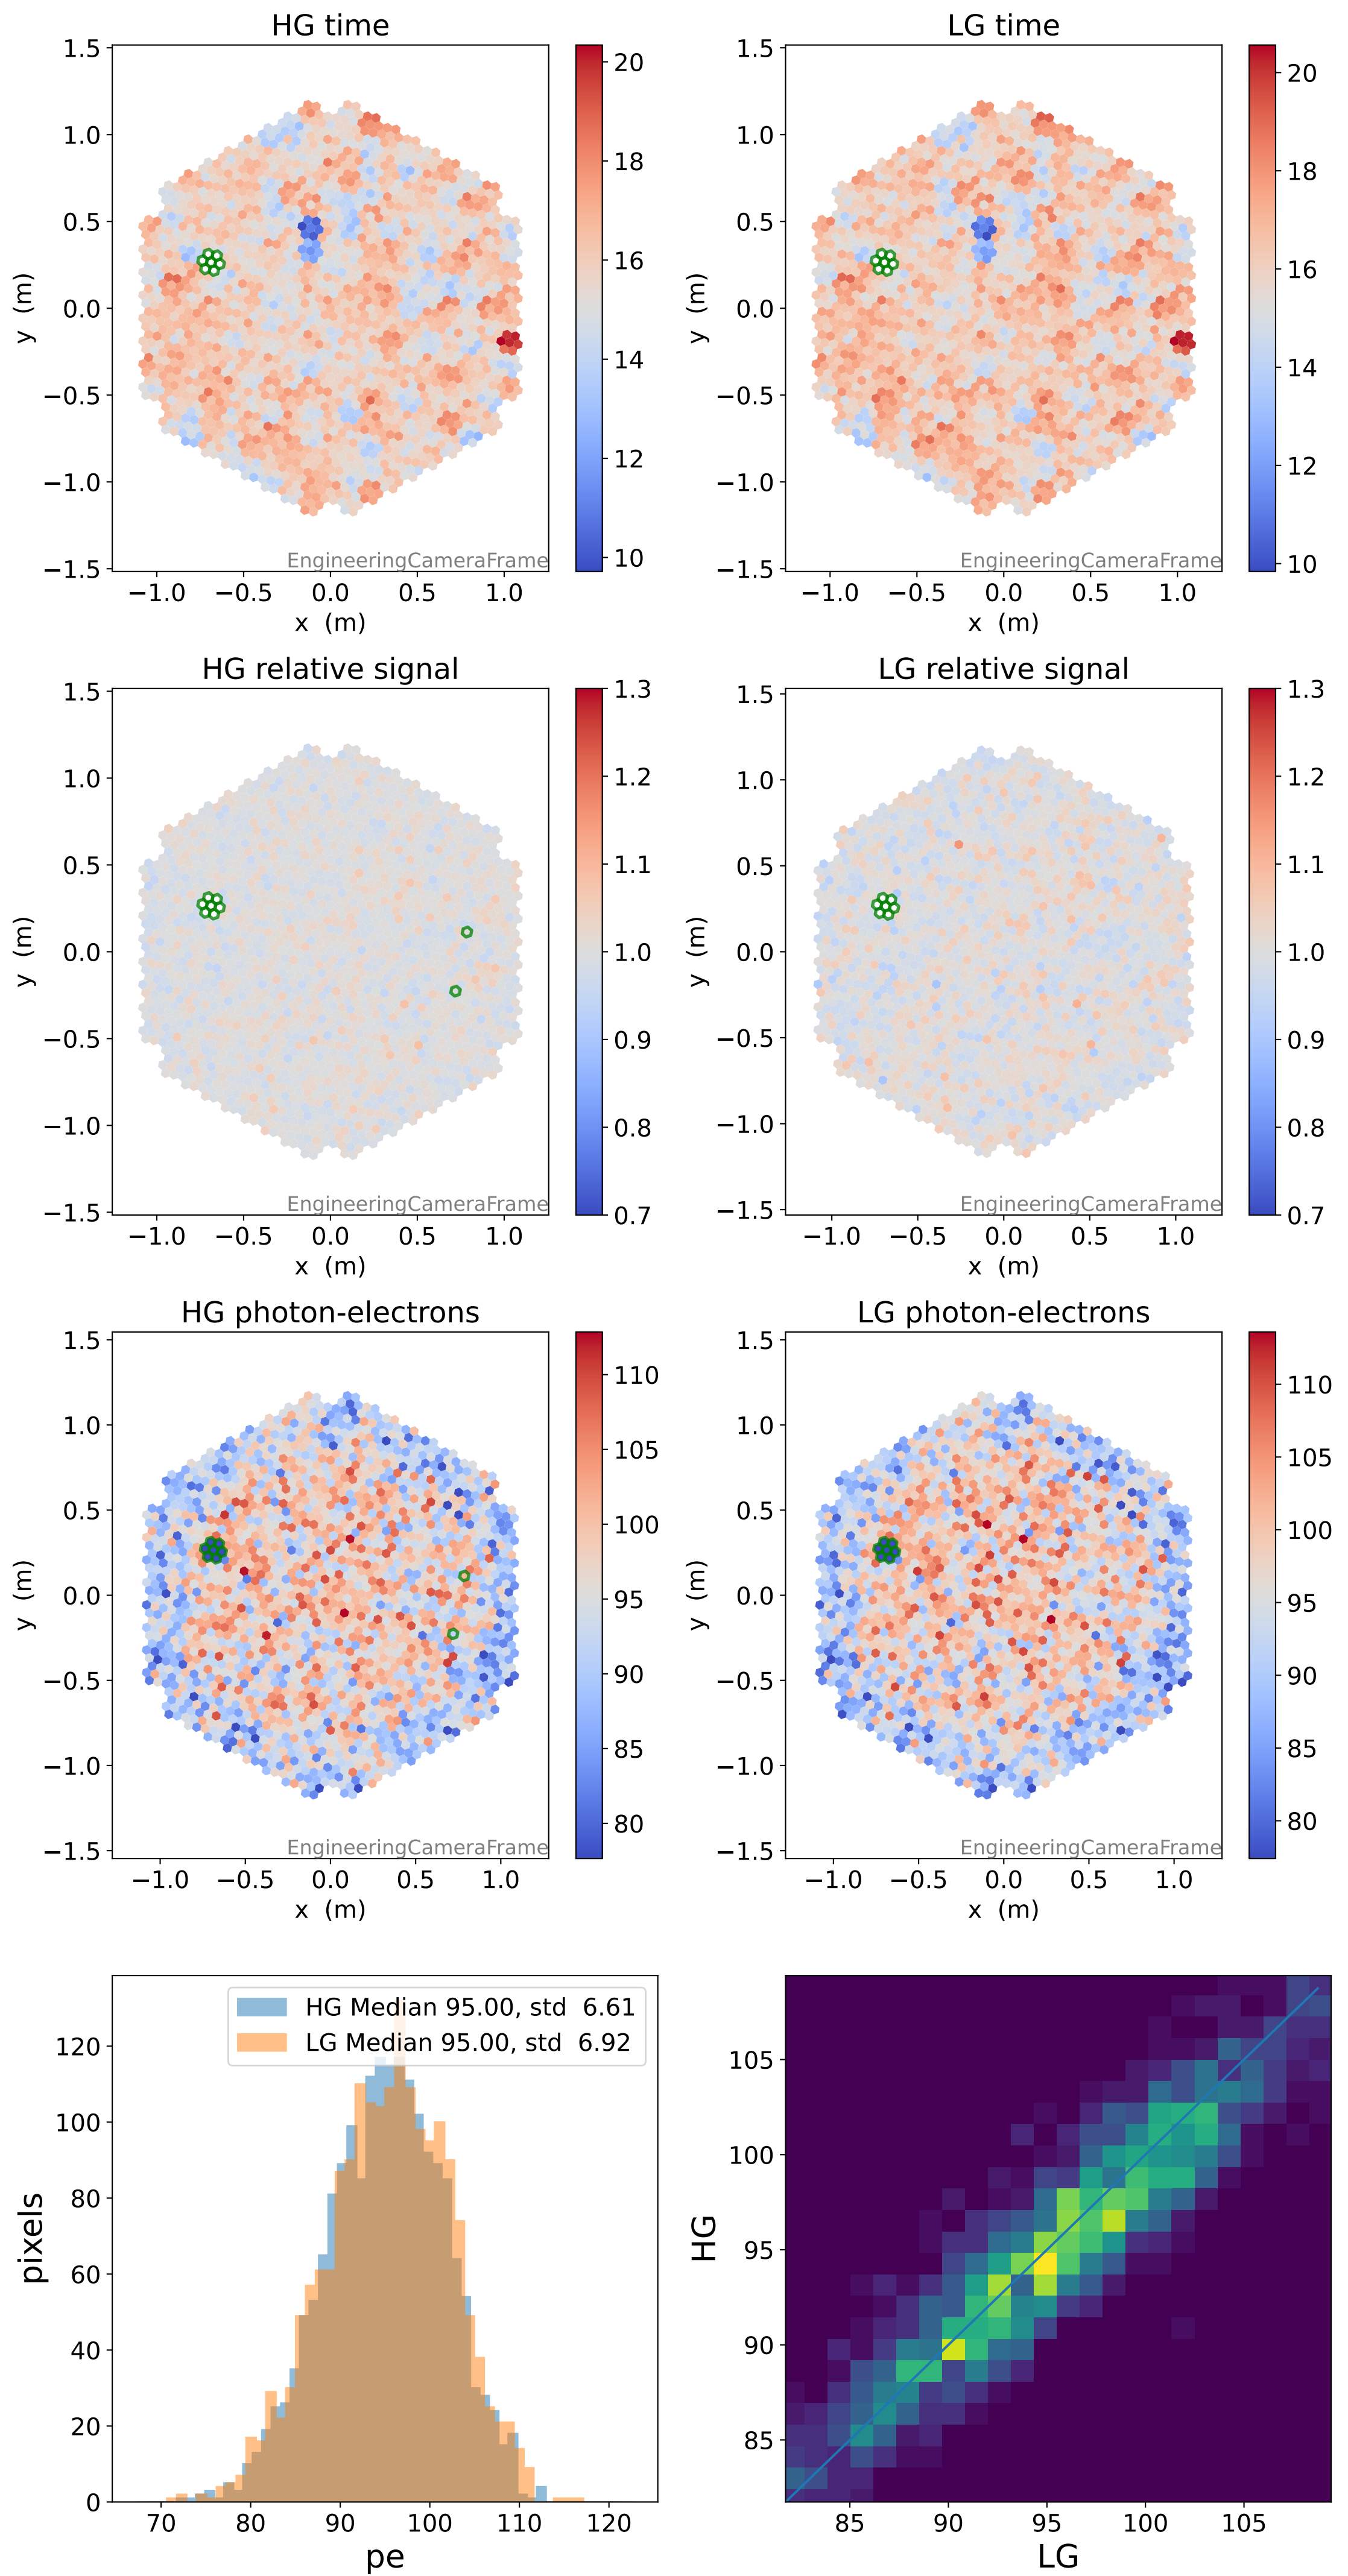 HG time
1.5
1.0
0.5
0.0
−0.5
−1.0
−1.5
y (m)
−1.0 −0.5 0.0 0.5 1.0
x (m)
EngineeringCameraFrame
20
18
16
14
12
10
LG time
1.5
1.0
0.5
0.0
−0.5
−1.0
−1.5
y (m)
−1.0 −0.5 0.0 0.5 1.0
x (m)
EngineeringCameraFrame
20
18
16
14
12
10
HG relative signal
1.5
1.0
0.5
0.0
−0.5
−1.0
−1.5
y (m)
−1.0 −0.5 0.0 0.5 1.0
x (m)
EngineeringCameraFrame
1.3
1.2
1.1
1.0
0.9
0.8
0.7
LG relative signal
1.5
1.0
0.5
0.0
−0.5
−1.0
−1.5
y (m)
−1.0 −0.5 0.0 0.5 1.0
x (m)
EngineeringCameraFrame
1.3
1.2
1.1
1.0
0.9
0.8
0.7
HG photon-electrons
1.5
1.0
0.5
0.0
−0.5
−1.0
−1.5
y (m)
−1.0 −0.5 0.0 0.5 1.0
x (m)
EngineeringCameraFrame
110
105
100
95
90
85
80
LG photon-electrons
1.5
1.0
0.5
0.0
−0.5
−1.0
−1.5
y (m)
−1.0 −0.5 0.0 0.5 1.0
x (m)
EngineeringCameraFrame
110
105
100
95
90
85
80
HG Median 95.00, std 6.61
LG Median 95.00, std 6.92
120
100
80
60
40
20
0
pixels
70 80 90 100 110 120
pe
105
100
95
90
85
HG
85 90 95 100 105
LG